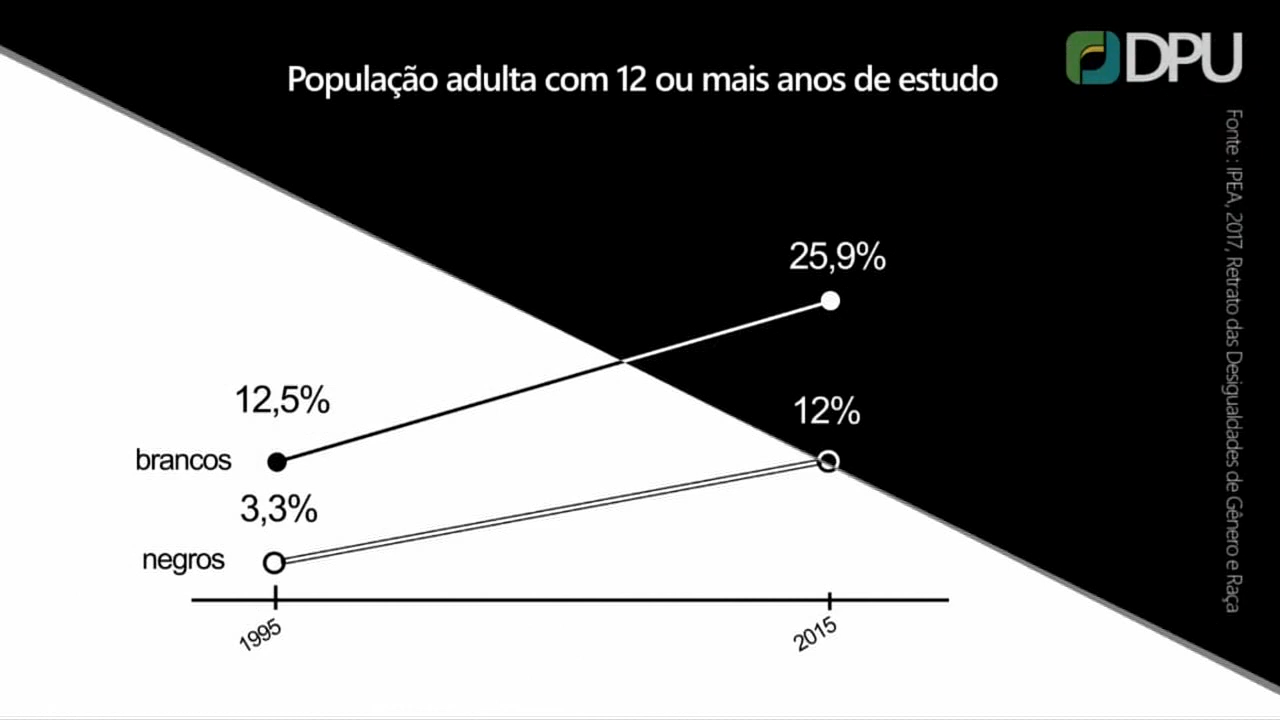 DPU
População adulta com 12 ou mais anos de estudo
Fonte : IPEA, 2017, Retrato das Desigualdades de Gênero e Raça
25,9%
12,5%
12%
brancos
3,3%
negros
1995
2015